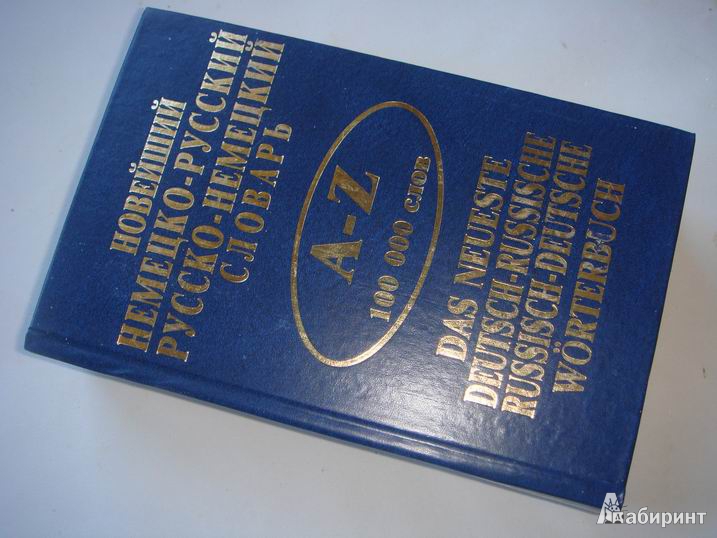 НОВЕЙШИЙ
НЕМЕЦКО-РУССКИЙ
РУССКО-НЕМЕЦКИЙ
СЛОВАРЬ
A-Z
100 000 слов
DAS NEUESTE
DEUTSCH-RUSSISCHE
RUSSISCH-DEUTSCHE
WÖRTERBUCH
Лабиринт